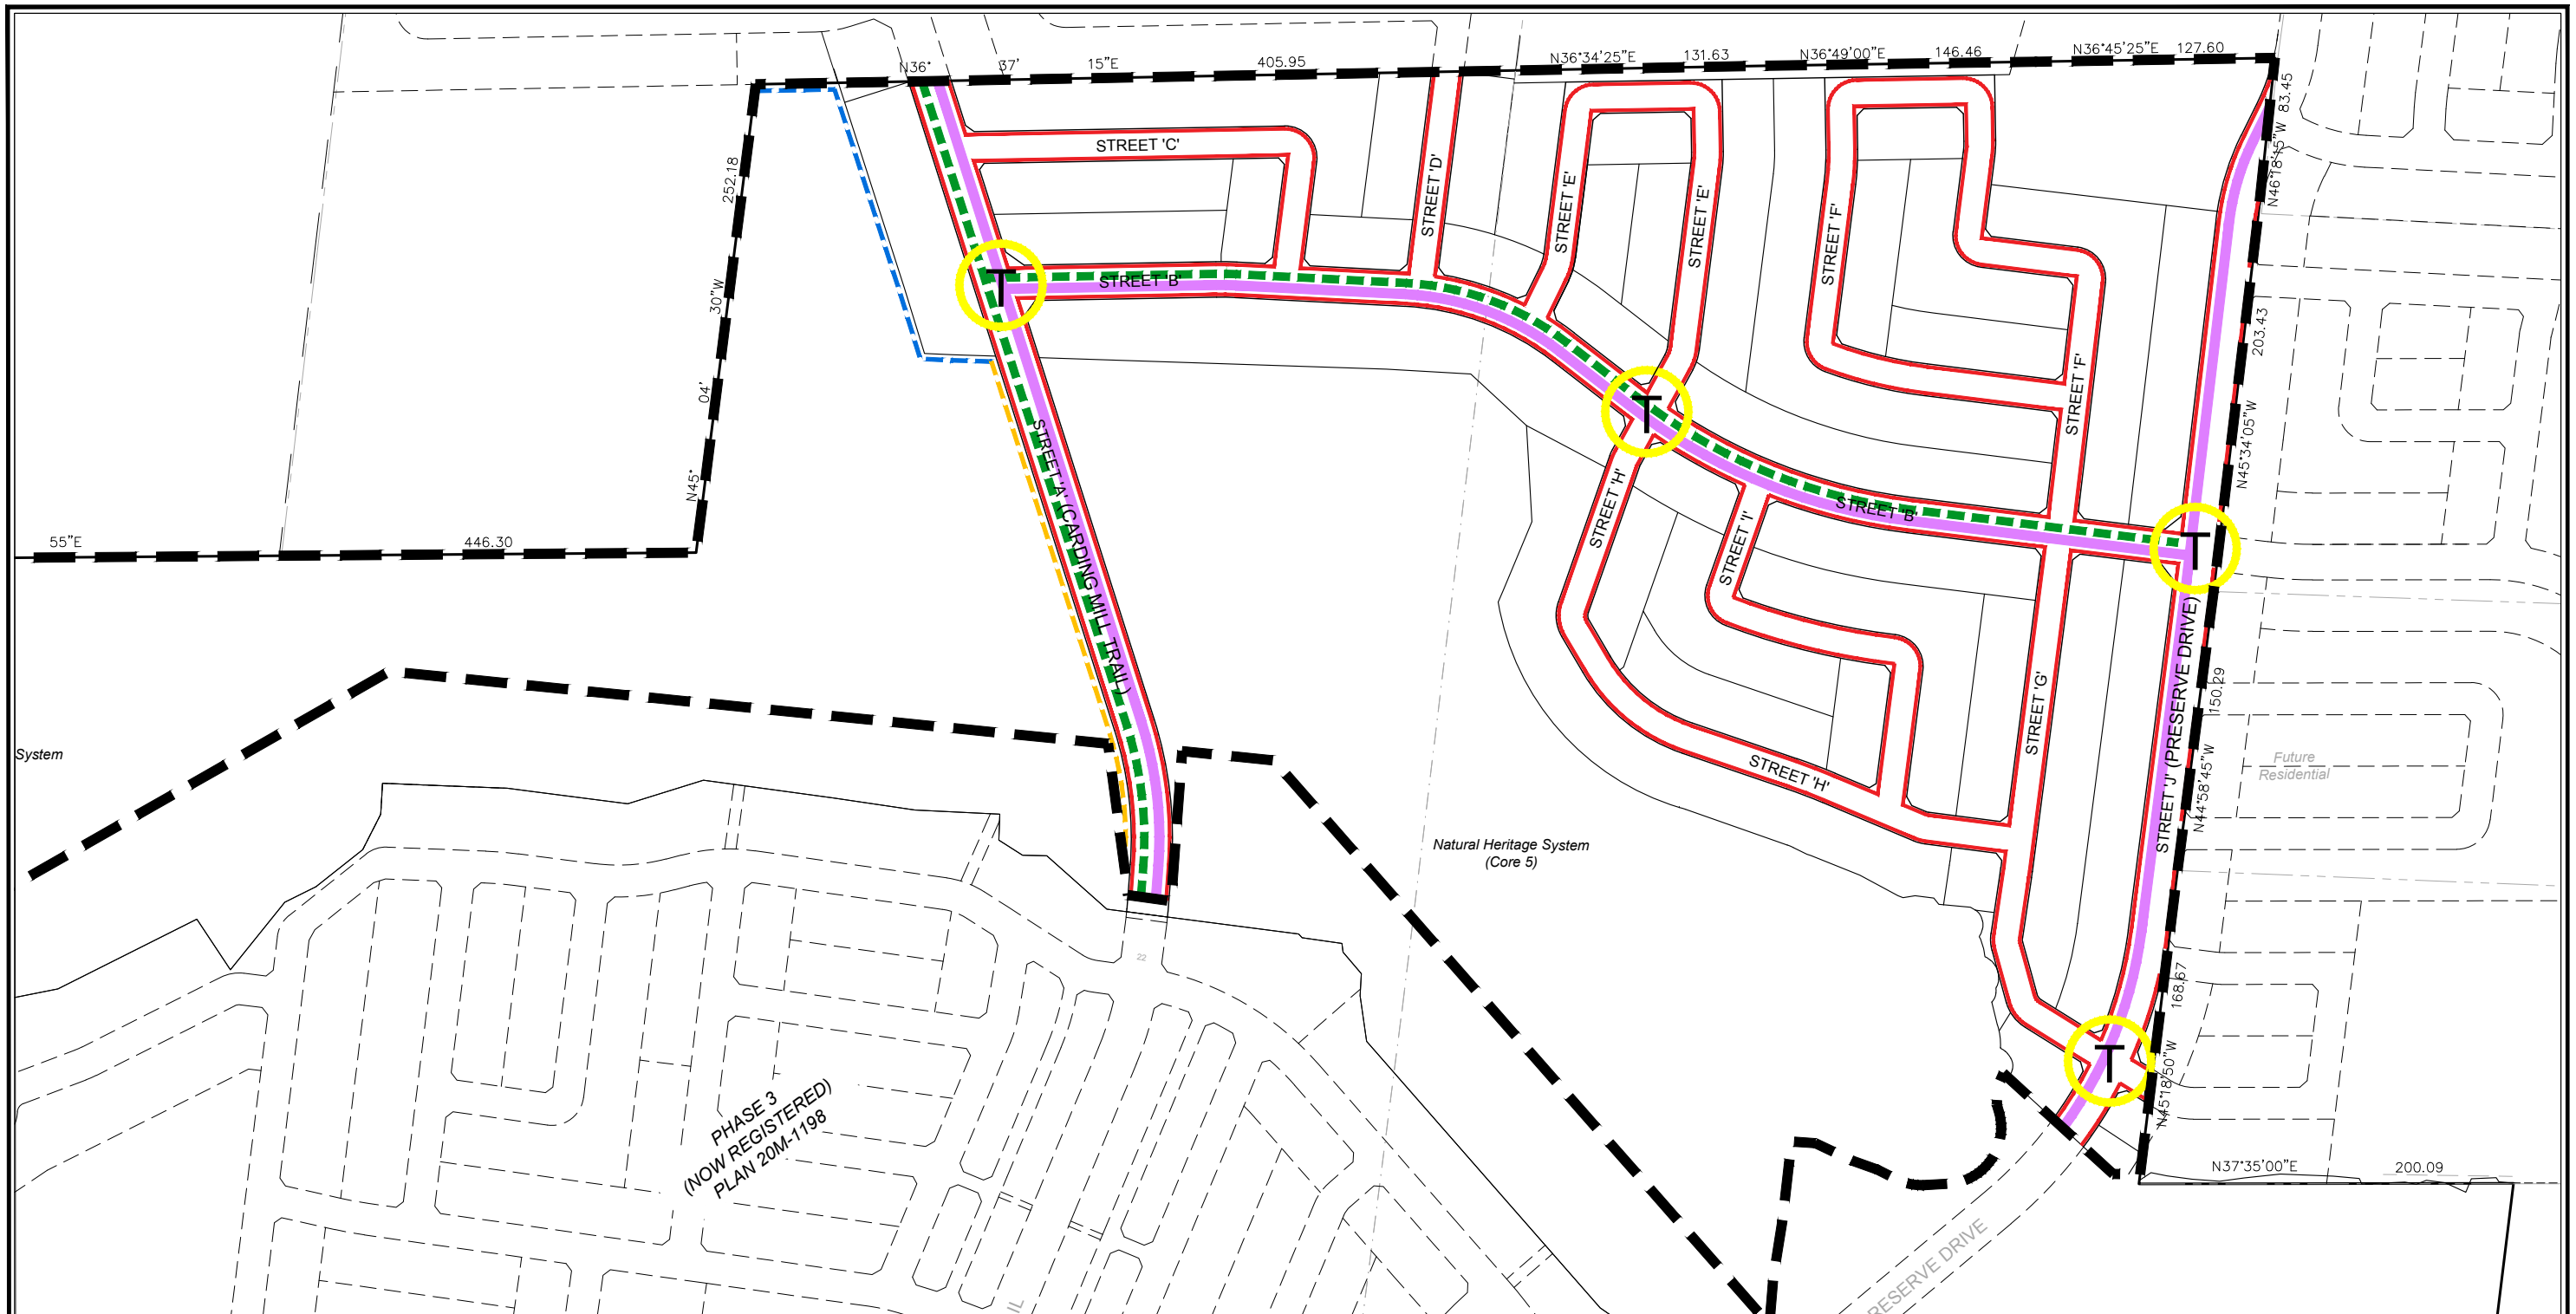 N36°
37'
15"E
405.95
N36°34'25"E
131.63
N36°49'00"E
146.46
N36°45'25"E
127.60
83.45
N46°18'15"W
252.18
30"W
04'
N45°
STREET 'C'
STREET 'D'
STREET 'E'
STREET 'E'
STREET 'F'
STREET 'F'
T
STREET 'B'
T
203.43
N45°34'05"W
STREET 'A' (CARDING MILL TRAIL)
STREET 'H'
STREET 'I'
STREET 'B'
T
55"E
446.30
STREET 'G'
STREET 'J' (PRESERVE DRIVE)
150.29
N44°58'45"W
System
Future
Residential
STREET 'H'
Natural Heritage System
(Core 5)
22
168.67
T
N45°18'50"W
PHASE 3
(NOW REGISTERED)
PLAN 20M-1198
N37°35'00"E
200.09
RESERVE DRIVE
IL